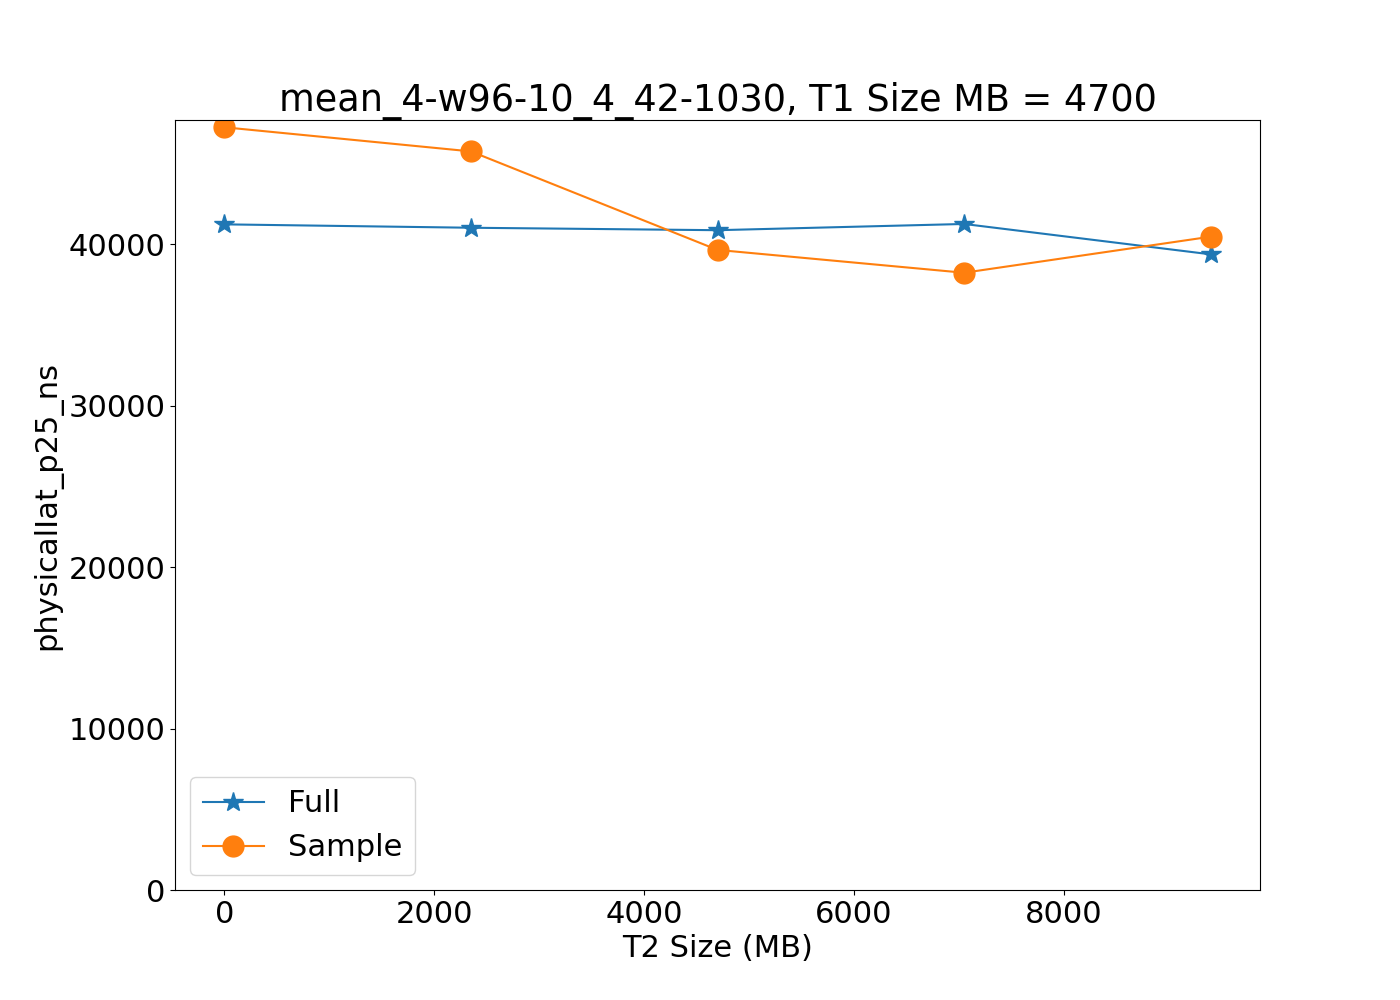 mean_4-w96-10_4_42-1030, T1 Size MB = 4700
physicallat_p25_ns
40000
30000
20000
10000
0
Full
Sample
0 2000 4000 6000 8000
T2 Size (MB)